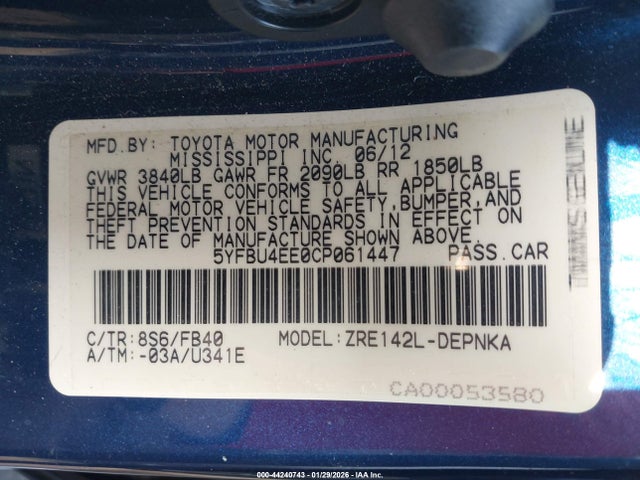 MFD.BY: TOYOTA MOTOR MANUFACTURING
MISSISSIPPI INC. 06/12
GVWR 3840LB GAWR FR 2090LB RR 1850LB
THIS VEHICLE CONFORMS TO ALL APPLICABLE
FEDERAL MOTOR VEHICLE SAFETY,BUMPER,AND
THEFT PREVENTION STANDARDS IN EFFECT ON
THE DATE OF MANUFACTURE SHOWN ABOVE.
5YFBU4EE0CP061447 PASS.CAR
C/TR:8S6/FB40 MODEL:ZRE142L-DEPNKA
A/TM:-03A/U341E
CA00053580
000-44240743 - 01/29/2026 - IAA Inc.